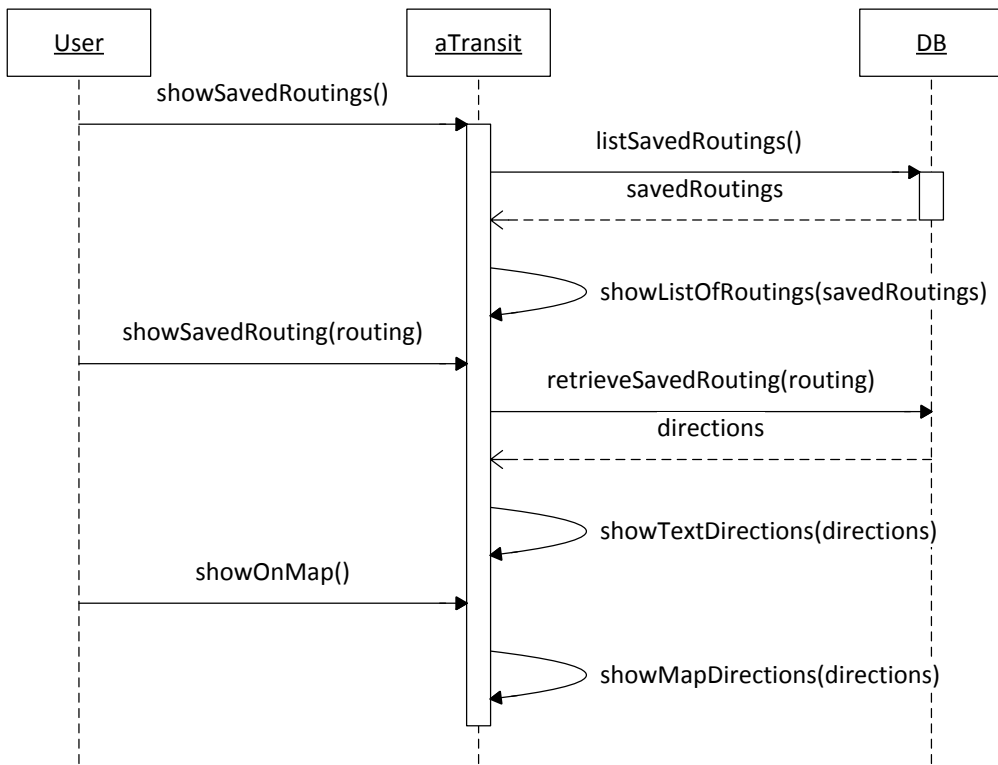 User
aTransit
DB
showSavedRoutings()
listSavedRoutings()
savedRoutings
showListOfRoutings(savedRoutings)
showSavedRouting(routing)
retrieveSavedRouting(routing)
directions
showTextDirections(directions)
showOnMap()
showMapDirections(directions)